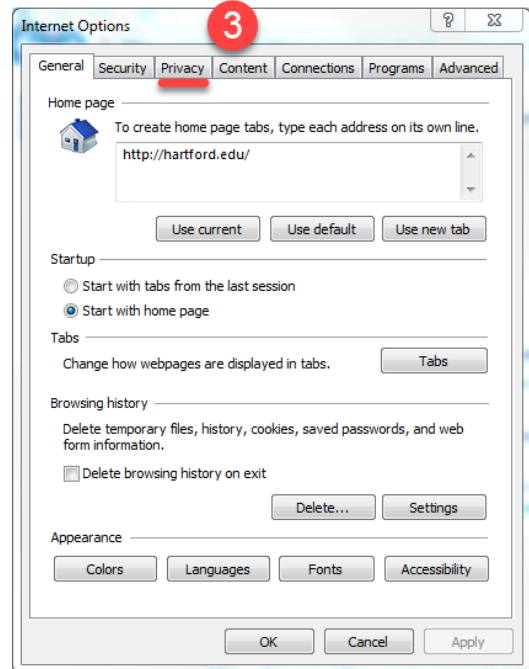 Internet Options
3
General Security Privacy Content Connections Programs Advanced
Home page
To create home page tabs, type each address on its own line.
http://hartford.edu/
Use current Use default Use new tab
Startup
Start with tabs from the last session
Start with home page
Tabs
Change how webpages are displayed in tabs. Tabs
Browsing history
Delete temporary files, history, cookies, saved passwords, and web
form information.
Delete browsing history on exit
Delete... Settings
Appearance
Colors Languages Fonts Accessibility
OK Cancel Apply